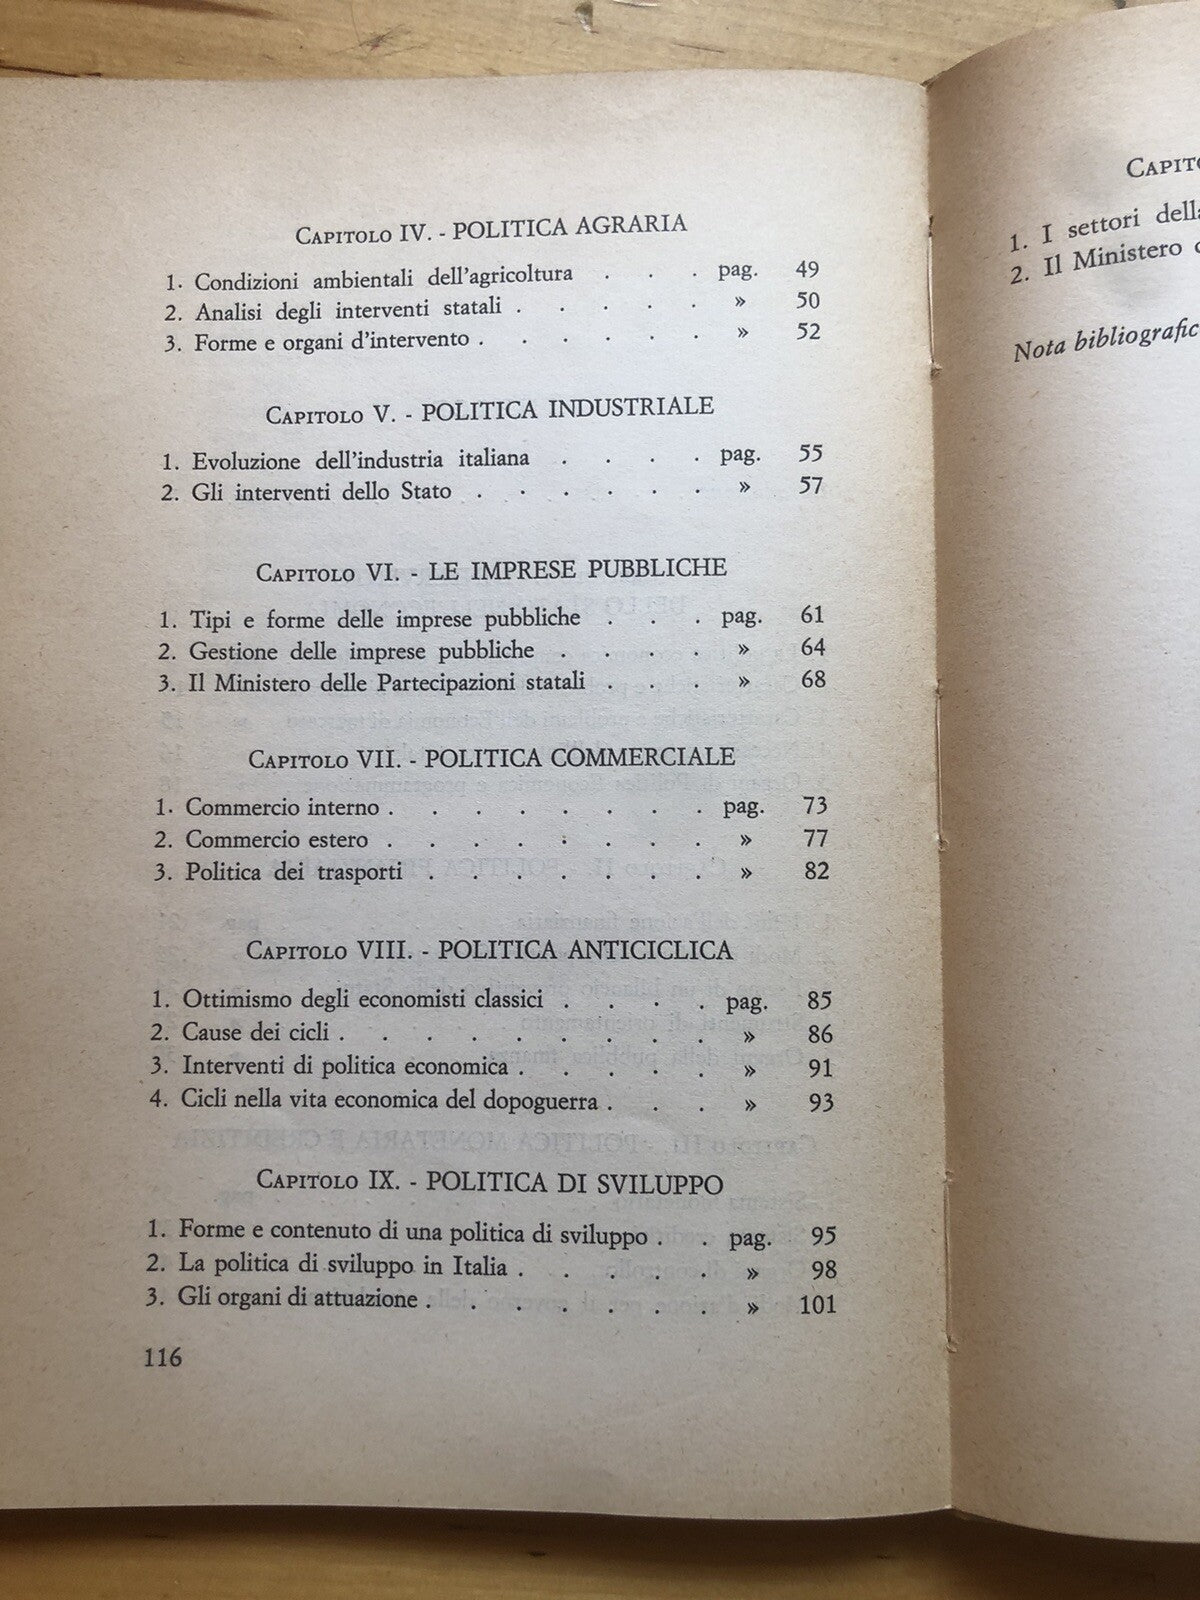 CAPITOLO IV. - POLITICA AGRARIA
1. Condizioni ambientali dell'agricoltura . . . pag. 49
2. Analisi degli interventi statali . . . . . » 50
3. Forme e organi d'intervento . . . . . . » 52
CAPITOLO V. - POLITICA INDUSTRIALE
1. Evoluzione dell'industria italiana . . . . pag. 55
2. Gli interventi dello Stato . . . . . . » 57
CAPITOLO VI. - LE IMPRESE PUBBLICHE
1. Tipi e forme delle imprese pubbliche . . . pag. 61
2. Gestione delle imprese pubbliche . . . . » 64
3. Il Ministero delle Partecipazioni statali . . . » 68
CAPITOLO VII. - POLITICA COMMERCIALE
1. Commercio interno . . . . . . . . pag. 73
2. Commercio estero . . . . . . . . » 77
3. Politica dei trasporti . . . . . . . » 82
CAPITOLO VIII. - POLITICA ANTICICLICA
1. Ottimismo degli economisti classici . . . . pag. 85
2. Cause dei cicli . . . . . . . . . » 86
3. Interventi di politica economica . . . . . » 91
4. Cicli nella vita economica del dopoguerra . . . » 93
CAPITOLO IX. - POLITICA DI SVILUPPO
1. Forme e contenuto di una politica di sviluppo . . pag. 95
2. La politica di sviluppo in Italia . . . . . » 98
3. Gli organi di attuazione . . . . . . . » 101
116
1. I settori
2. Il Ministero
Nota